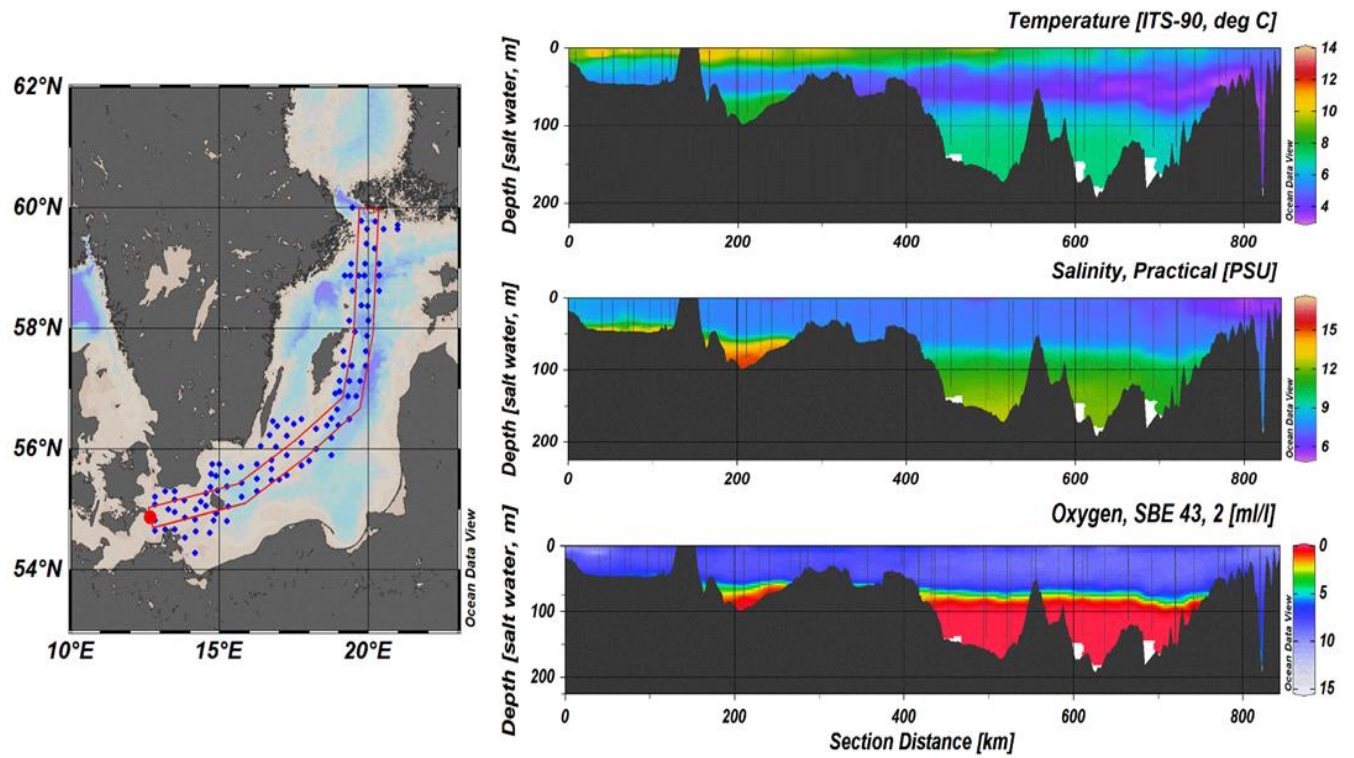 62°N
60°N
58°N
56°N
54°N
10°E 15°E 20°E
Ocean Data View
Temperature [ITS-90, deg C]
Depth [salt water, m]
0
100
200
0 200 400 600 800
14
12
10
8
6
4
Ocean Data View
Salinity, Practical [PSU]
Depth [salt water, m]
0
100
200
0 200 400 600 800
15
12
9
6
Ocean Data View
Oxygen, SBE 43, 2 [ml/l]
Depth [salt water, m]
0
100
200
0 200 400 600 800
0
5
10
15
Ocean Data View
Section Distance [km]